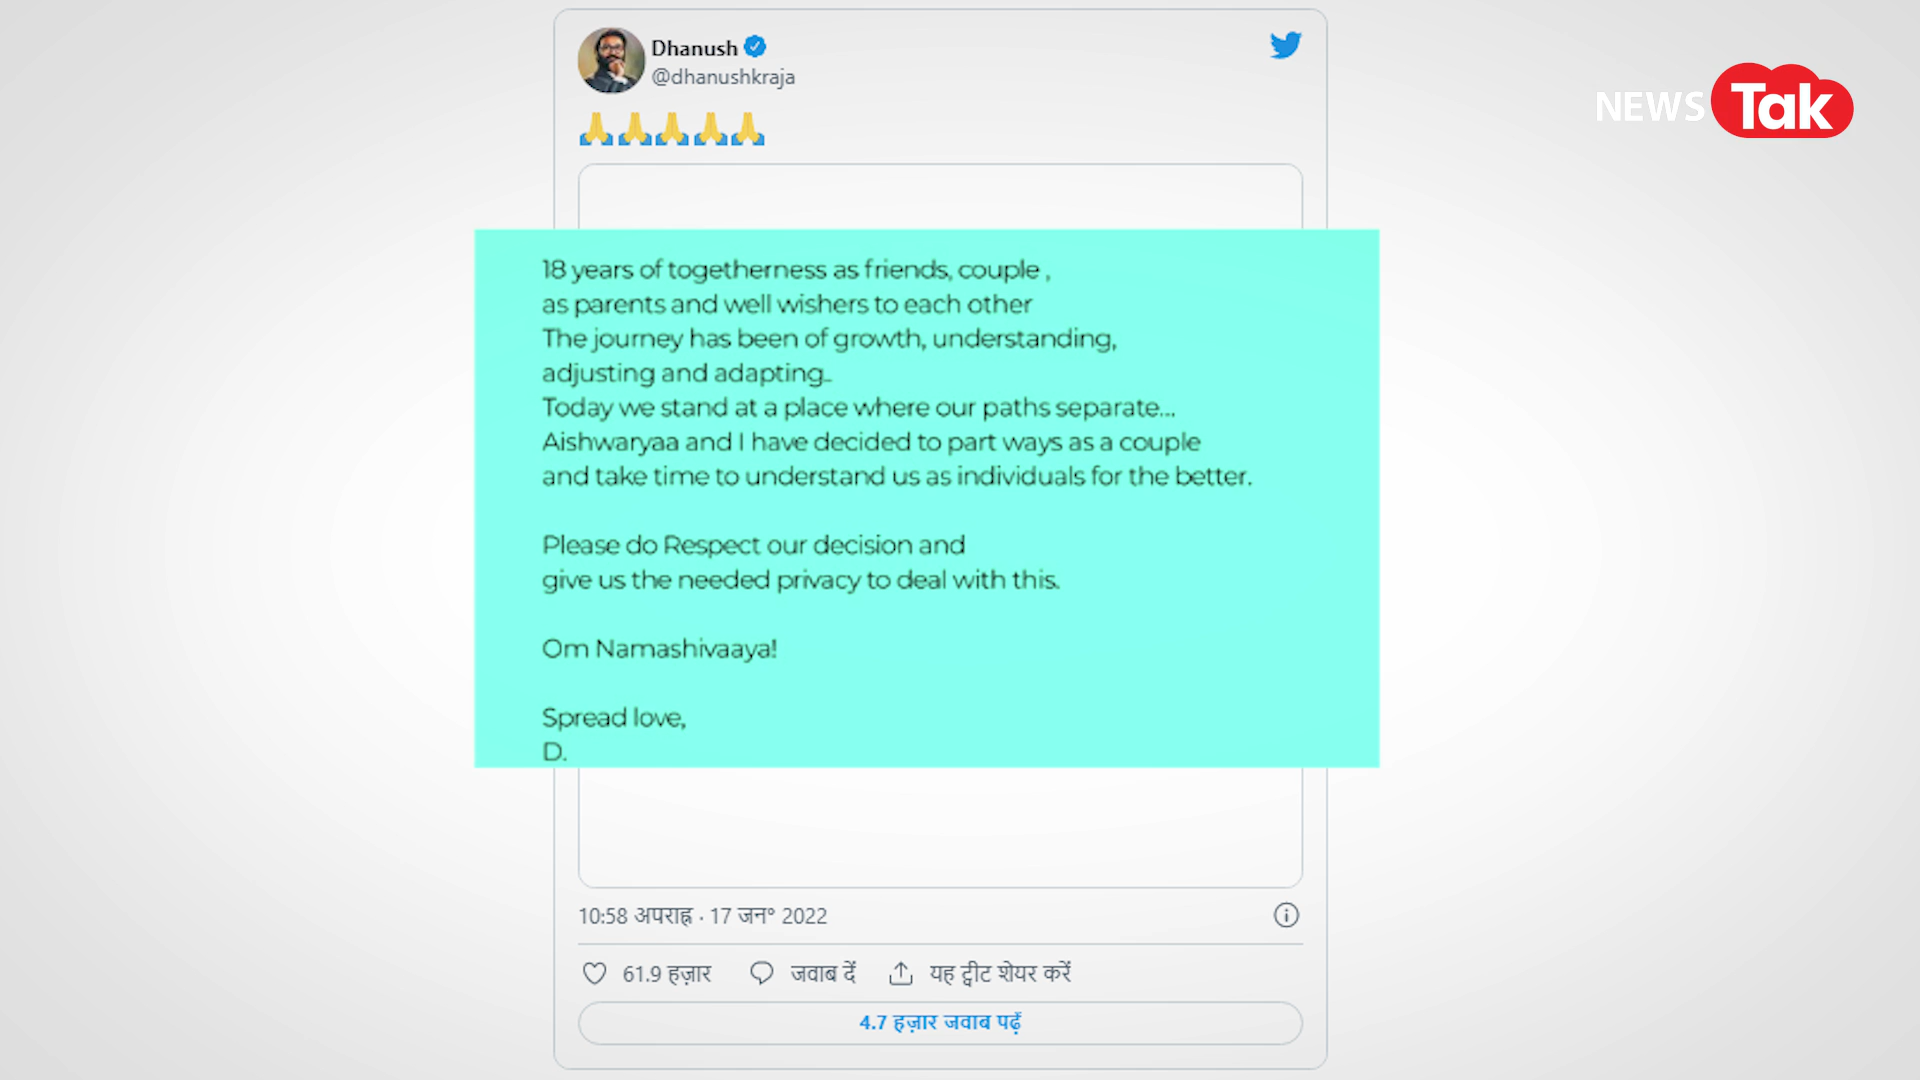 Dhanush
@dhanushkraja
NEWS Tak
🙏🙏🙏🙏🙏
18 years of togetherness as friends, couple ,
as parents and well wishers to each other
The journey has been of growth, understanding,
adjusting and adapting..
Today we stand at a place where our paths separate...
Aishwaryaa and I have decided to part ways as a couple
and take time to understand us as individuals for the better.
Please do Respect our decision and
give us the needed privacy to deal with this.
Om Namashivaaya!
Spread love,
D.
10:58 अपराह्न · 17 जन॰ 2022
61.9 हज़ार जवाब दें यह ट्वीट शेयर करें
4.7 हज़ार जवाब पढ़ें